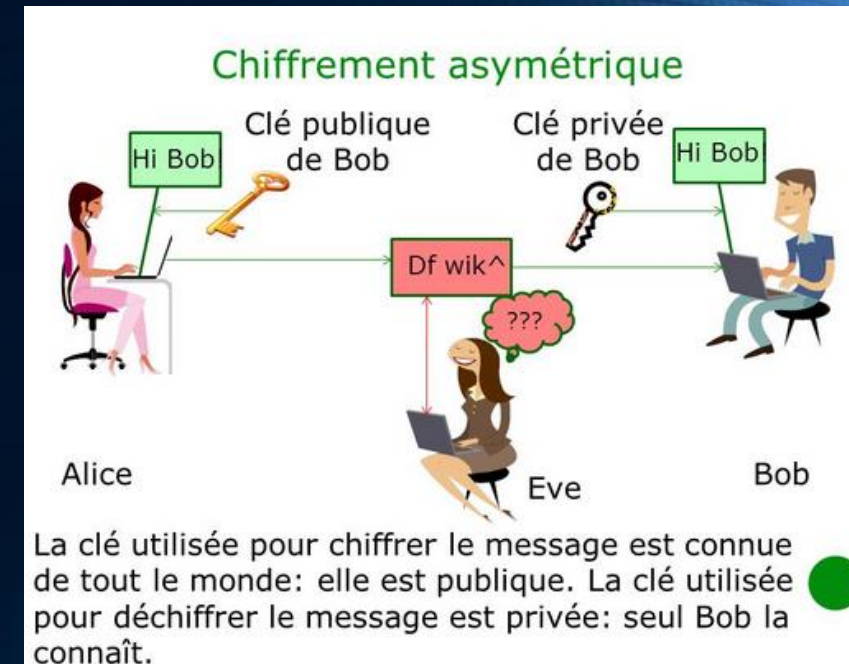 Chiffrement asymétrique
Clé publique
de Bob
Clé privée
de Bob
Hi Bob!
Hi Bob!
Df wik^
???
Alice
Eve
Bob
La clé utilisée pour chiffrer le message est connue
de tout le monde: elle est publique. La clé utilisée
pour déchiffrer le message est privée: seul Bob la
connaît.